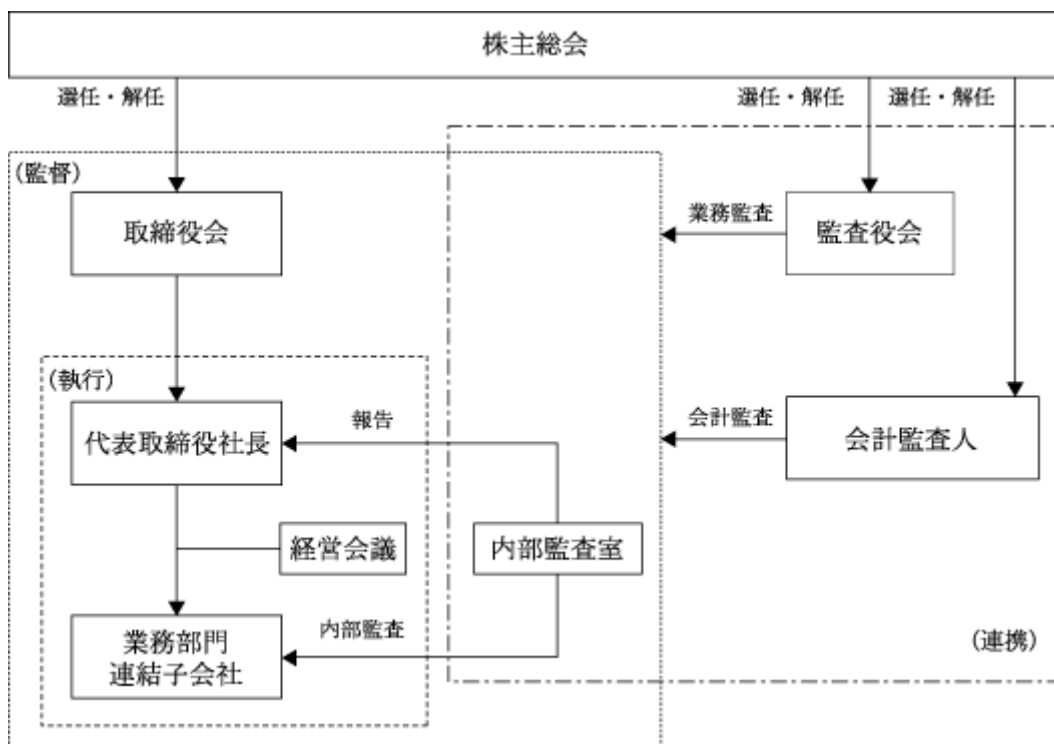 株主総会
選任・解任
選任・解任
選任・解任
(監督)
取締役会
業務監査
監査役会
(執行)
代表取締役社長
報告
会計監査
会計監査人
経営会議
内部監査室
業務部門
連結子会社
内部監査
(連携)